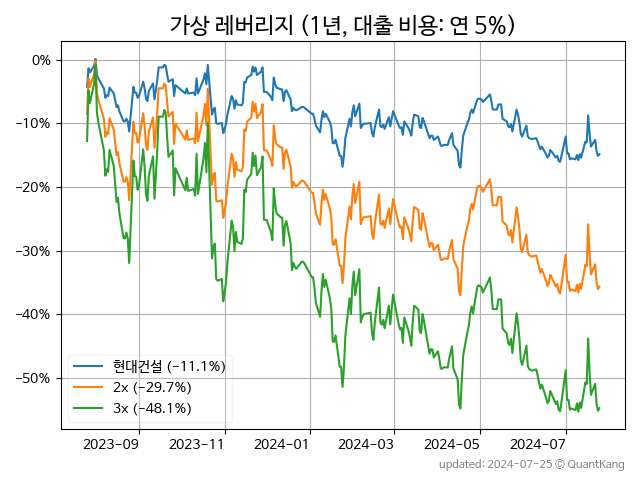 가상 레버리지 (1년, 대출 비용: 연 5%)
0%
−10%
−20%
−30%
−40%
−50%
현대건설 (−11.1%)
2x (−29.7%)
3x (−48.1%)
2023-09 2023-11 2024-01 2024-03 2024-05 2024-07
updated: 2024-07-25 © QuantKang